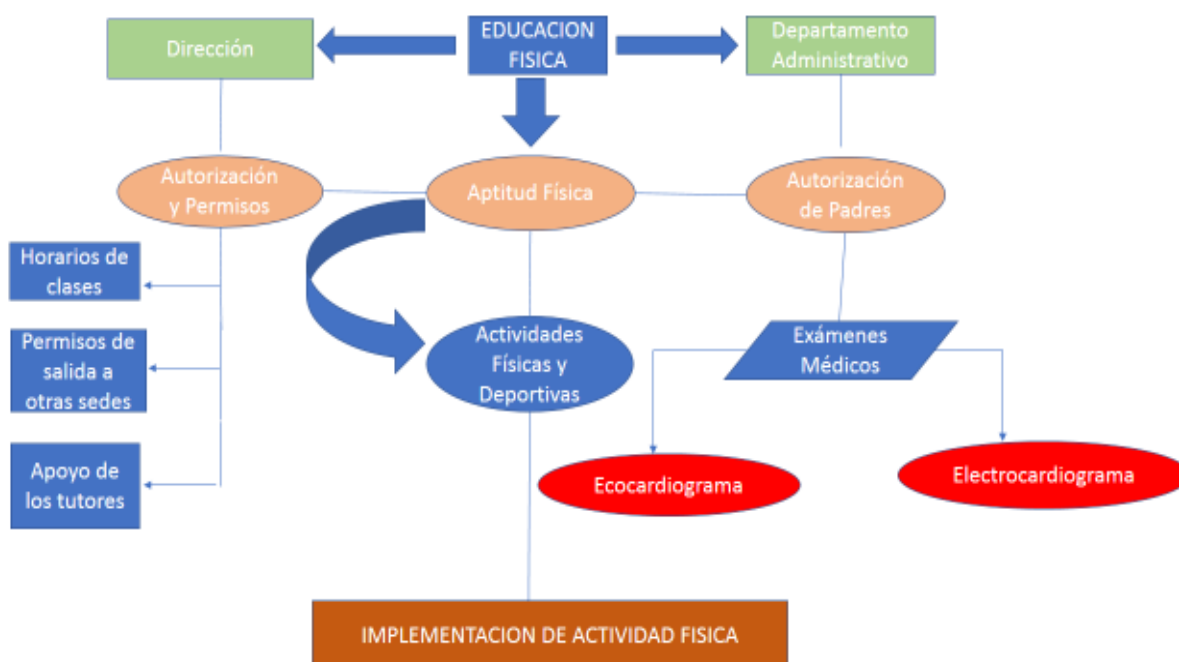 Dirección
EDUCACION
FISICA
Departamento
Administrativo
Autorización
y Permisos
Aptitud Física
Autorización
de Padres
Horarios de
clases
Permisos de
salida a
otras sedes
Apoyo de
los tutores
Actividades
Físicas y
Deportivas
Exámenes
Médicos
Ecocardiograma
Electrocardiograma
IMPLEMENTACION DE ACTIVIDAD FISICA